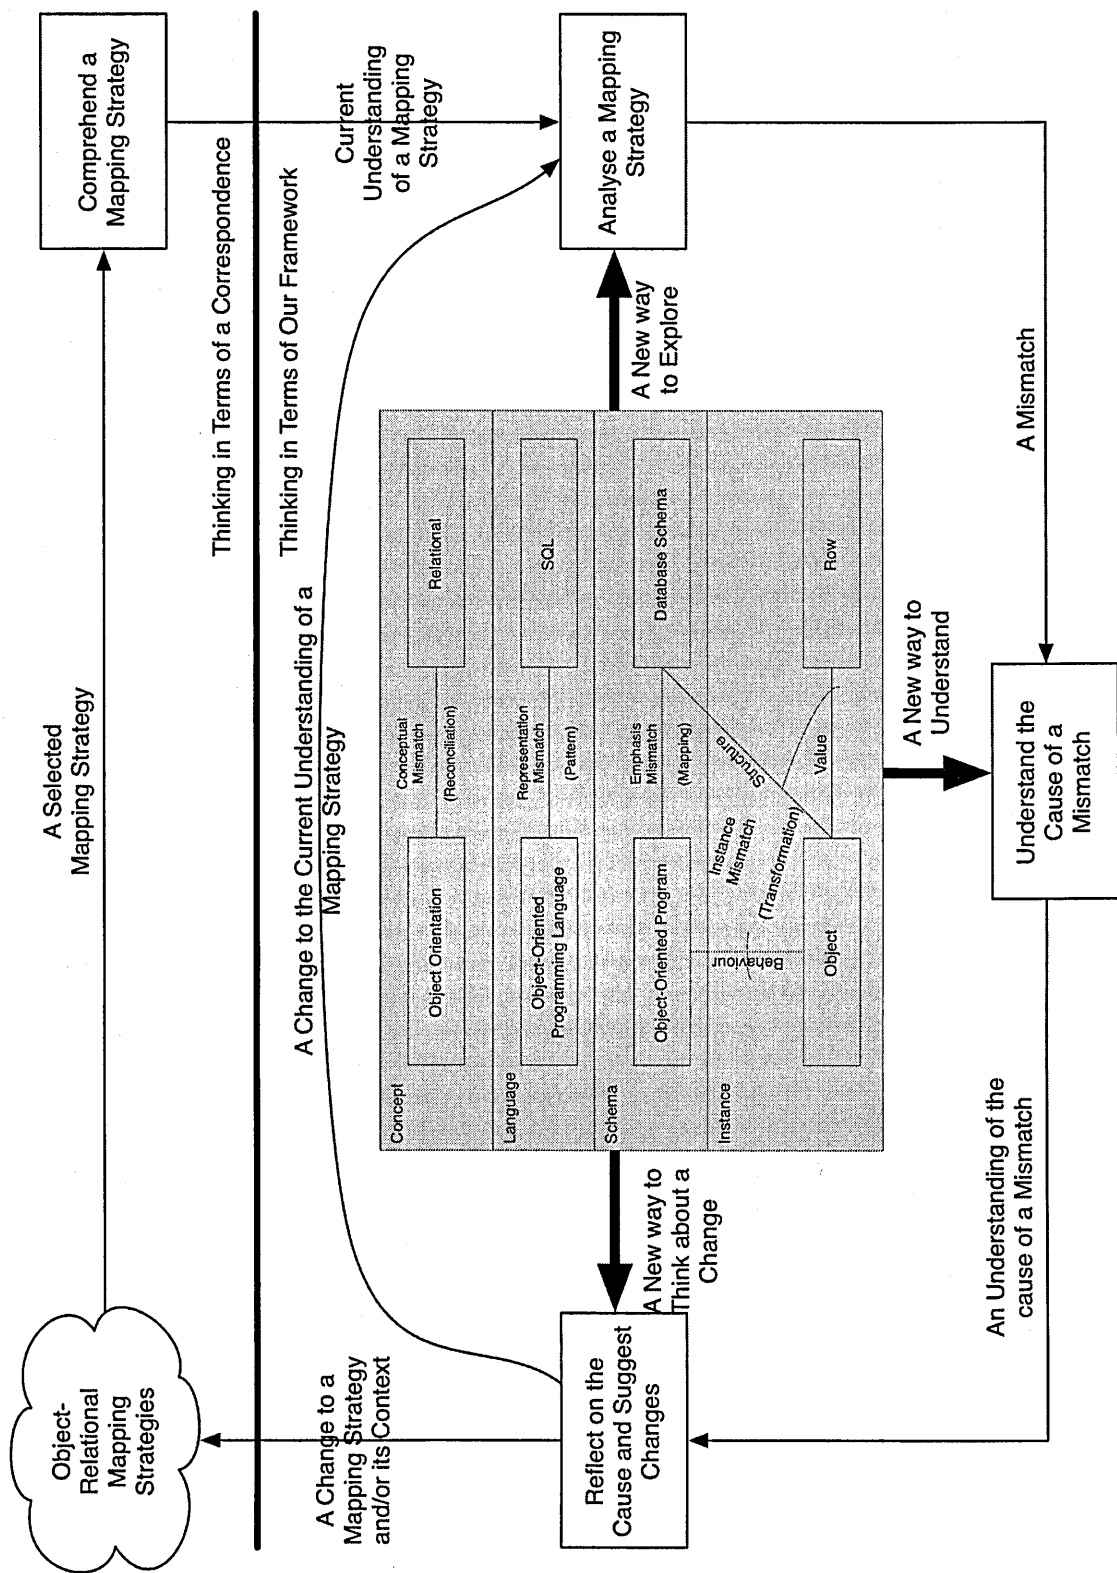 Object-
Relational
Mapping
Strategies
A Selected
Mapping Strategy
Comprehend a
Mapping Strategy
Thinking in Terms of a Correspondence
Thinking in Terms of Our Framework
A Change to a
Mapping Strategy
and/or its Context
A Change to the Current Understanding of a
Mapping Strategy
Current
Understanding
of a Mapping
Strategy
Reflect on the
Cause and Suggest
Changes
A New way to
Think about a
Change
Concept
Object Orientation
Conceptual
Mismatch
(Reconciliation)
Relational
Language
Object-Oriented
Programming Language
Representation
Mismatch
(Pattern)
SQL
Schema
Object-Oriented Program
Emphasis
Mismatch
(Mapping)
Database Schema
Instance
Behaviour
Instance
Mismatch
(Transformation)
Structure
Object
Value
Row
A New way
to Explore
Analyse a Mapping
Strategy
A New way to
Understand
An Understanding of the
cause of a Mismatch
Understand the
Cause of a
Mismatch
A Mismatch